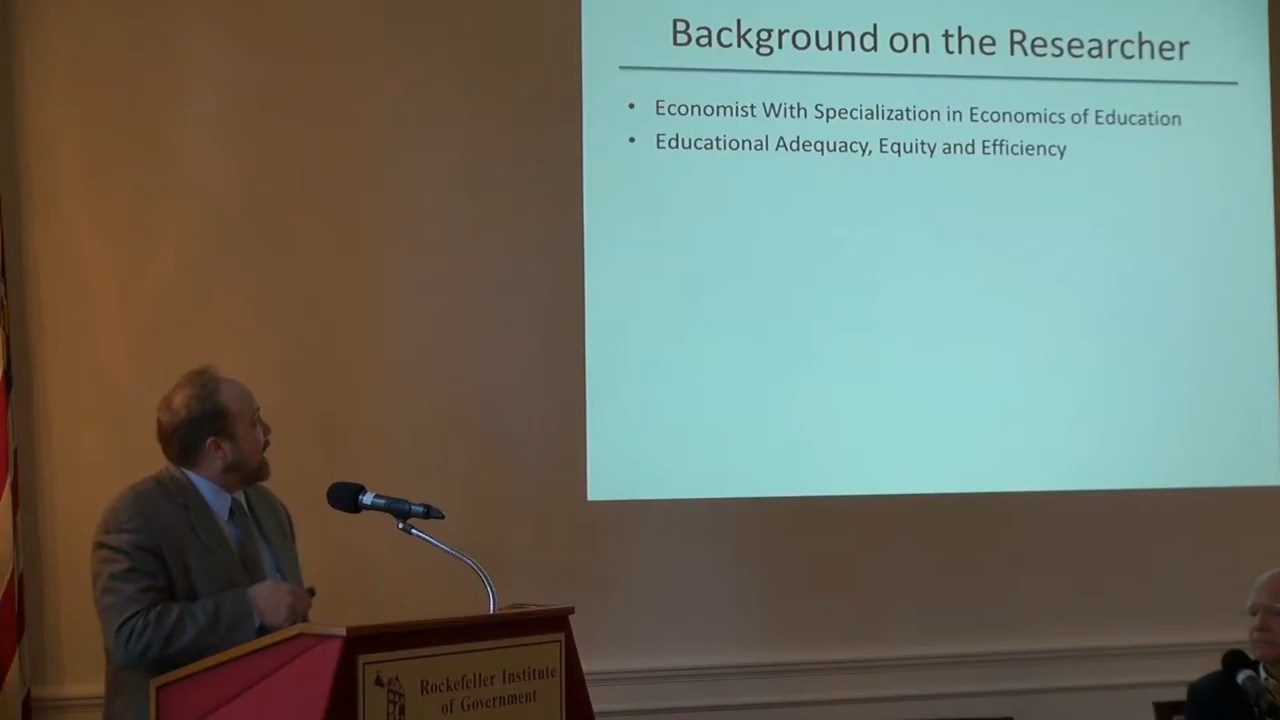 Background on the Researcher
• Economist With Specialization in Economics of Education
• Educational Adequacy, Equity and Efficiency
Rockefeller Institute
of Government